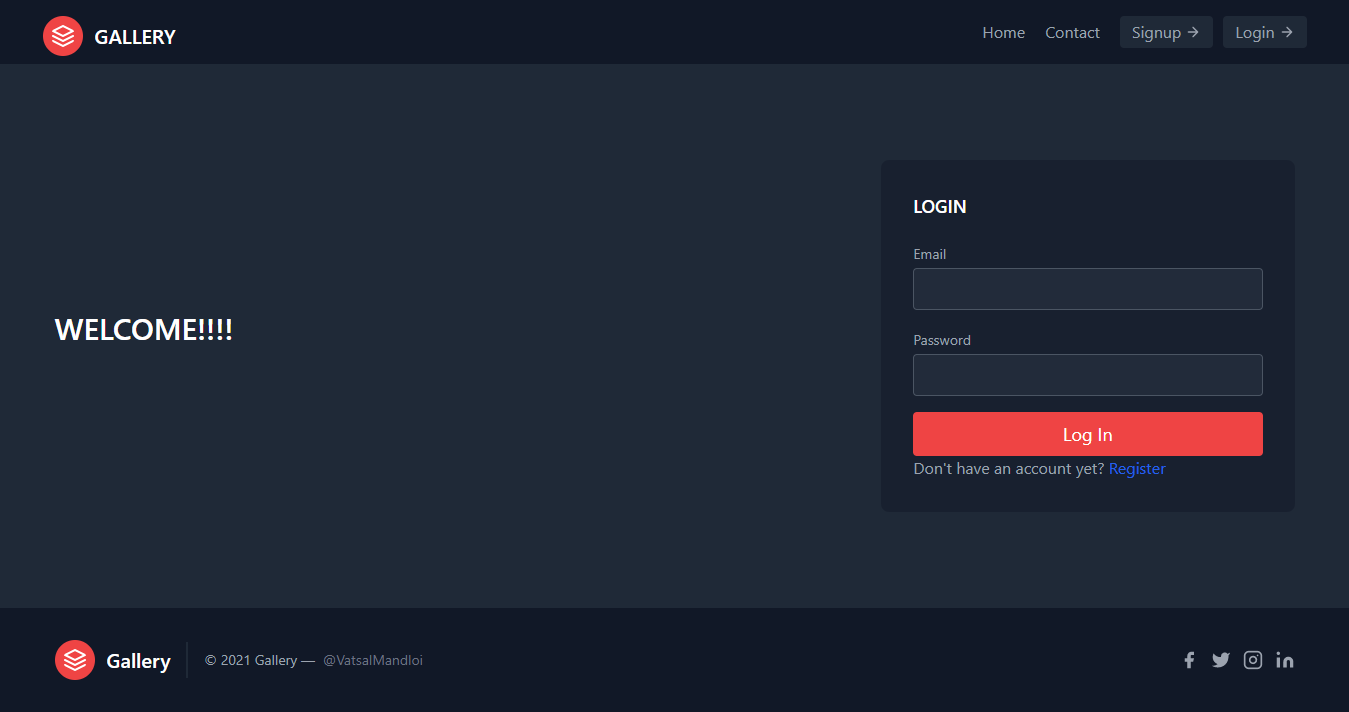 GALLERY
Home Contact Signup → Login →
LOGIN
Email
WELCOME!!!!
Password
Log In
Don't have an account yet? Register
Gallery
© 2021 Gallery — @VatsalMandloi